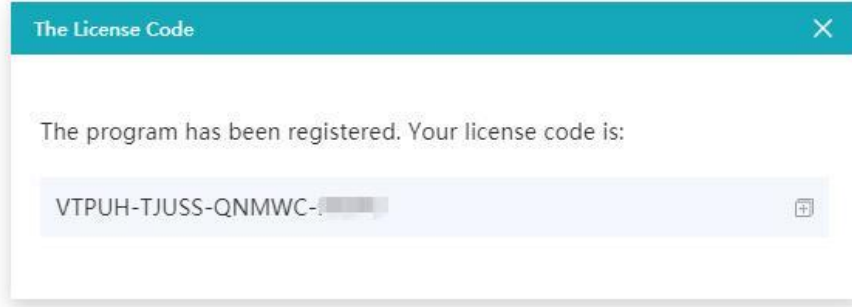 The License Code
The program has been registered. Your license code is:
VTPUH-TJUSS-QNMWC-